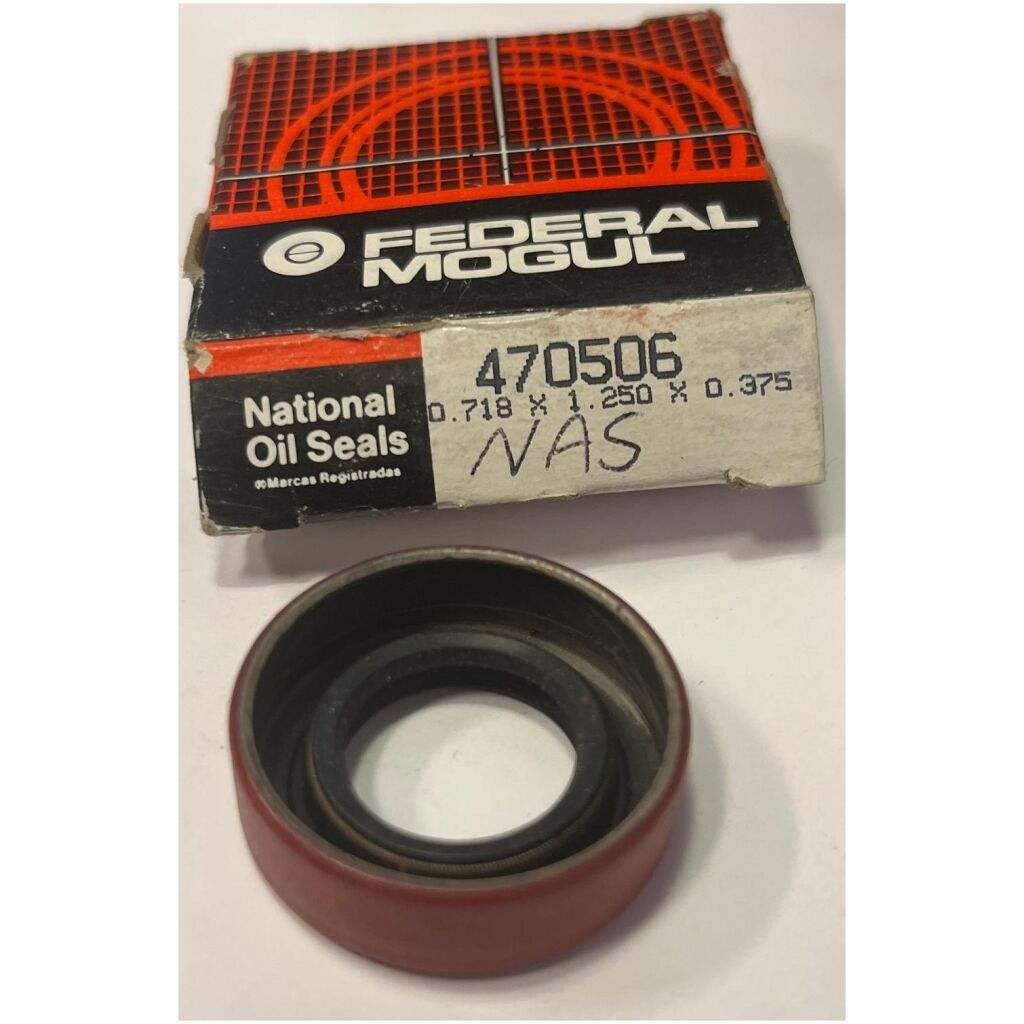 FEDERAL
MOGUL
470506
0.718 X 1.250 X 0.375
NAS
National
Oil Seals
∞Marcas Registradas